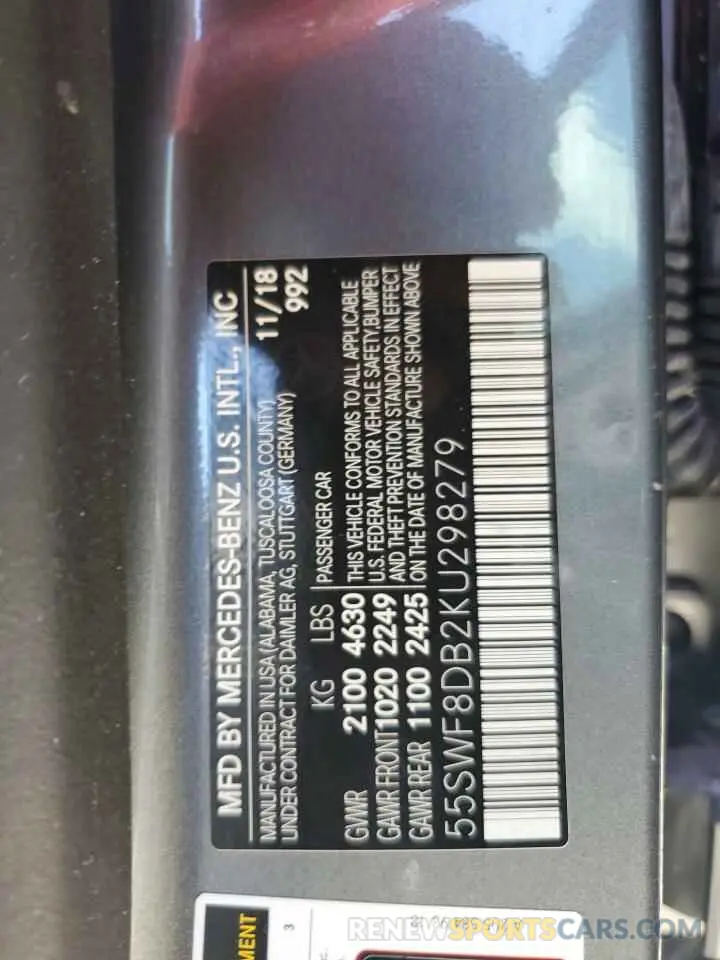 MFD BY MERCEDES-BENZ U.S. INTL., INC
MANUFACTURED IN USA (ALABAMA, TUSCALOOSA COUNTY) 11/18
UNDER CONTRACT FOR DAIMLER AG, STUTTGART (GERMANY) 992
KG LBS PASSENGER CAR
GVWR 2100 4630 THIS VEHICLE CONFORMS TO ALL APPLICABLE
GAWR FRONT 1020 2249 U.S. FEDERAL MOTOR VEHICLE SAFETY, BUMPER
GAWR REAR 1100 2425 AND THEFT PREVENTION STANDARDS IN EFFECT
ON THE DATE OF MANUFACTURE SHOWN ABOVE
55SWF8DB2KU298279
MENT
3
RENEWSPORTSCARS.COM